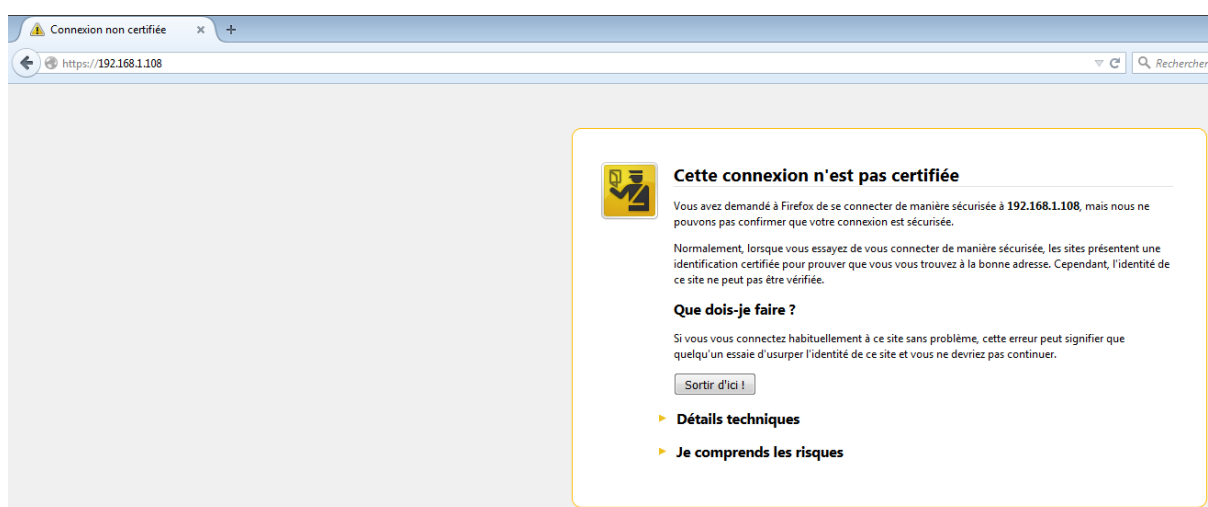 Connexion non certifiée
https://192.168.1.108
Rechercher
Cette connexion n'est pas certifiée
Vous avez demandé à Firefox de se connecter de manière sécurisée à 192.168.1.108, mais nous ne
pouvons pas confirmer que votre connexion est sécurisée.
Normalement, lorsque vous essayez de vous connecter de manière sécurisée, les sites présentent une
identification certifiée pour prouver que vous vous trouvez à la bonne adresse. Cependant, l'identité de
ce site ne peut pas être vérifiée.
Que dois-je faire ?
Si vous vous connectez habituellement à ce site sans problème, cette erreur peut signifier que
quelqu'un essaie d'usurper l'identité de ce site et vous ne devriez pas continuer.
Sortir d'ici !
Détails techniques
Je comprends les risques